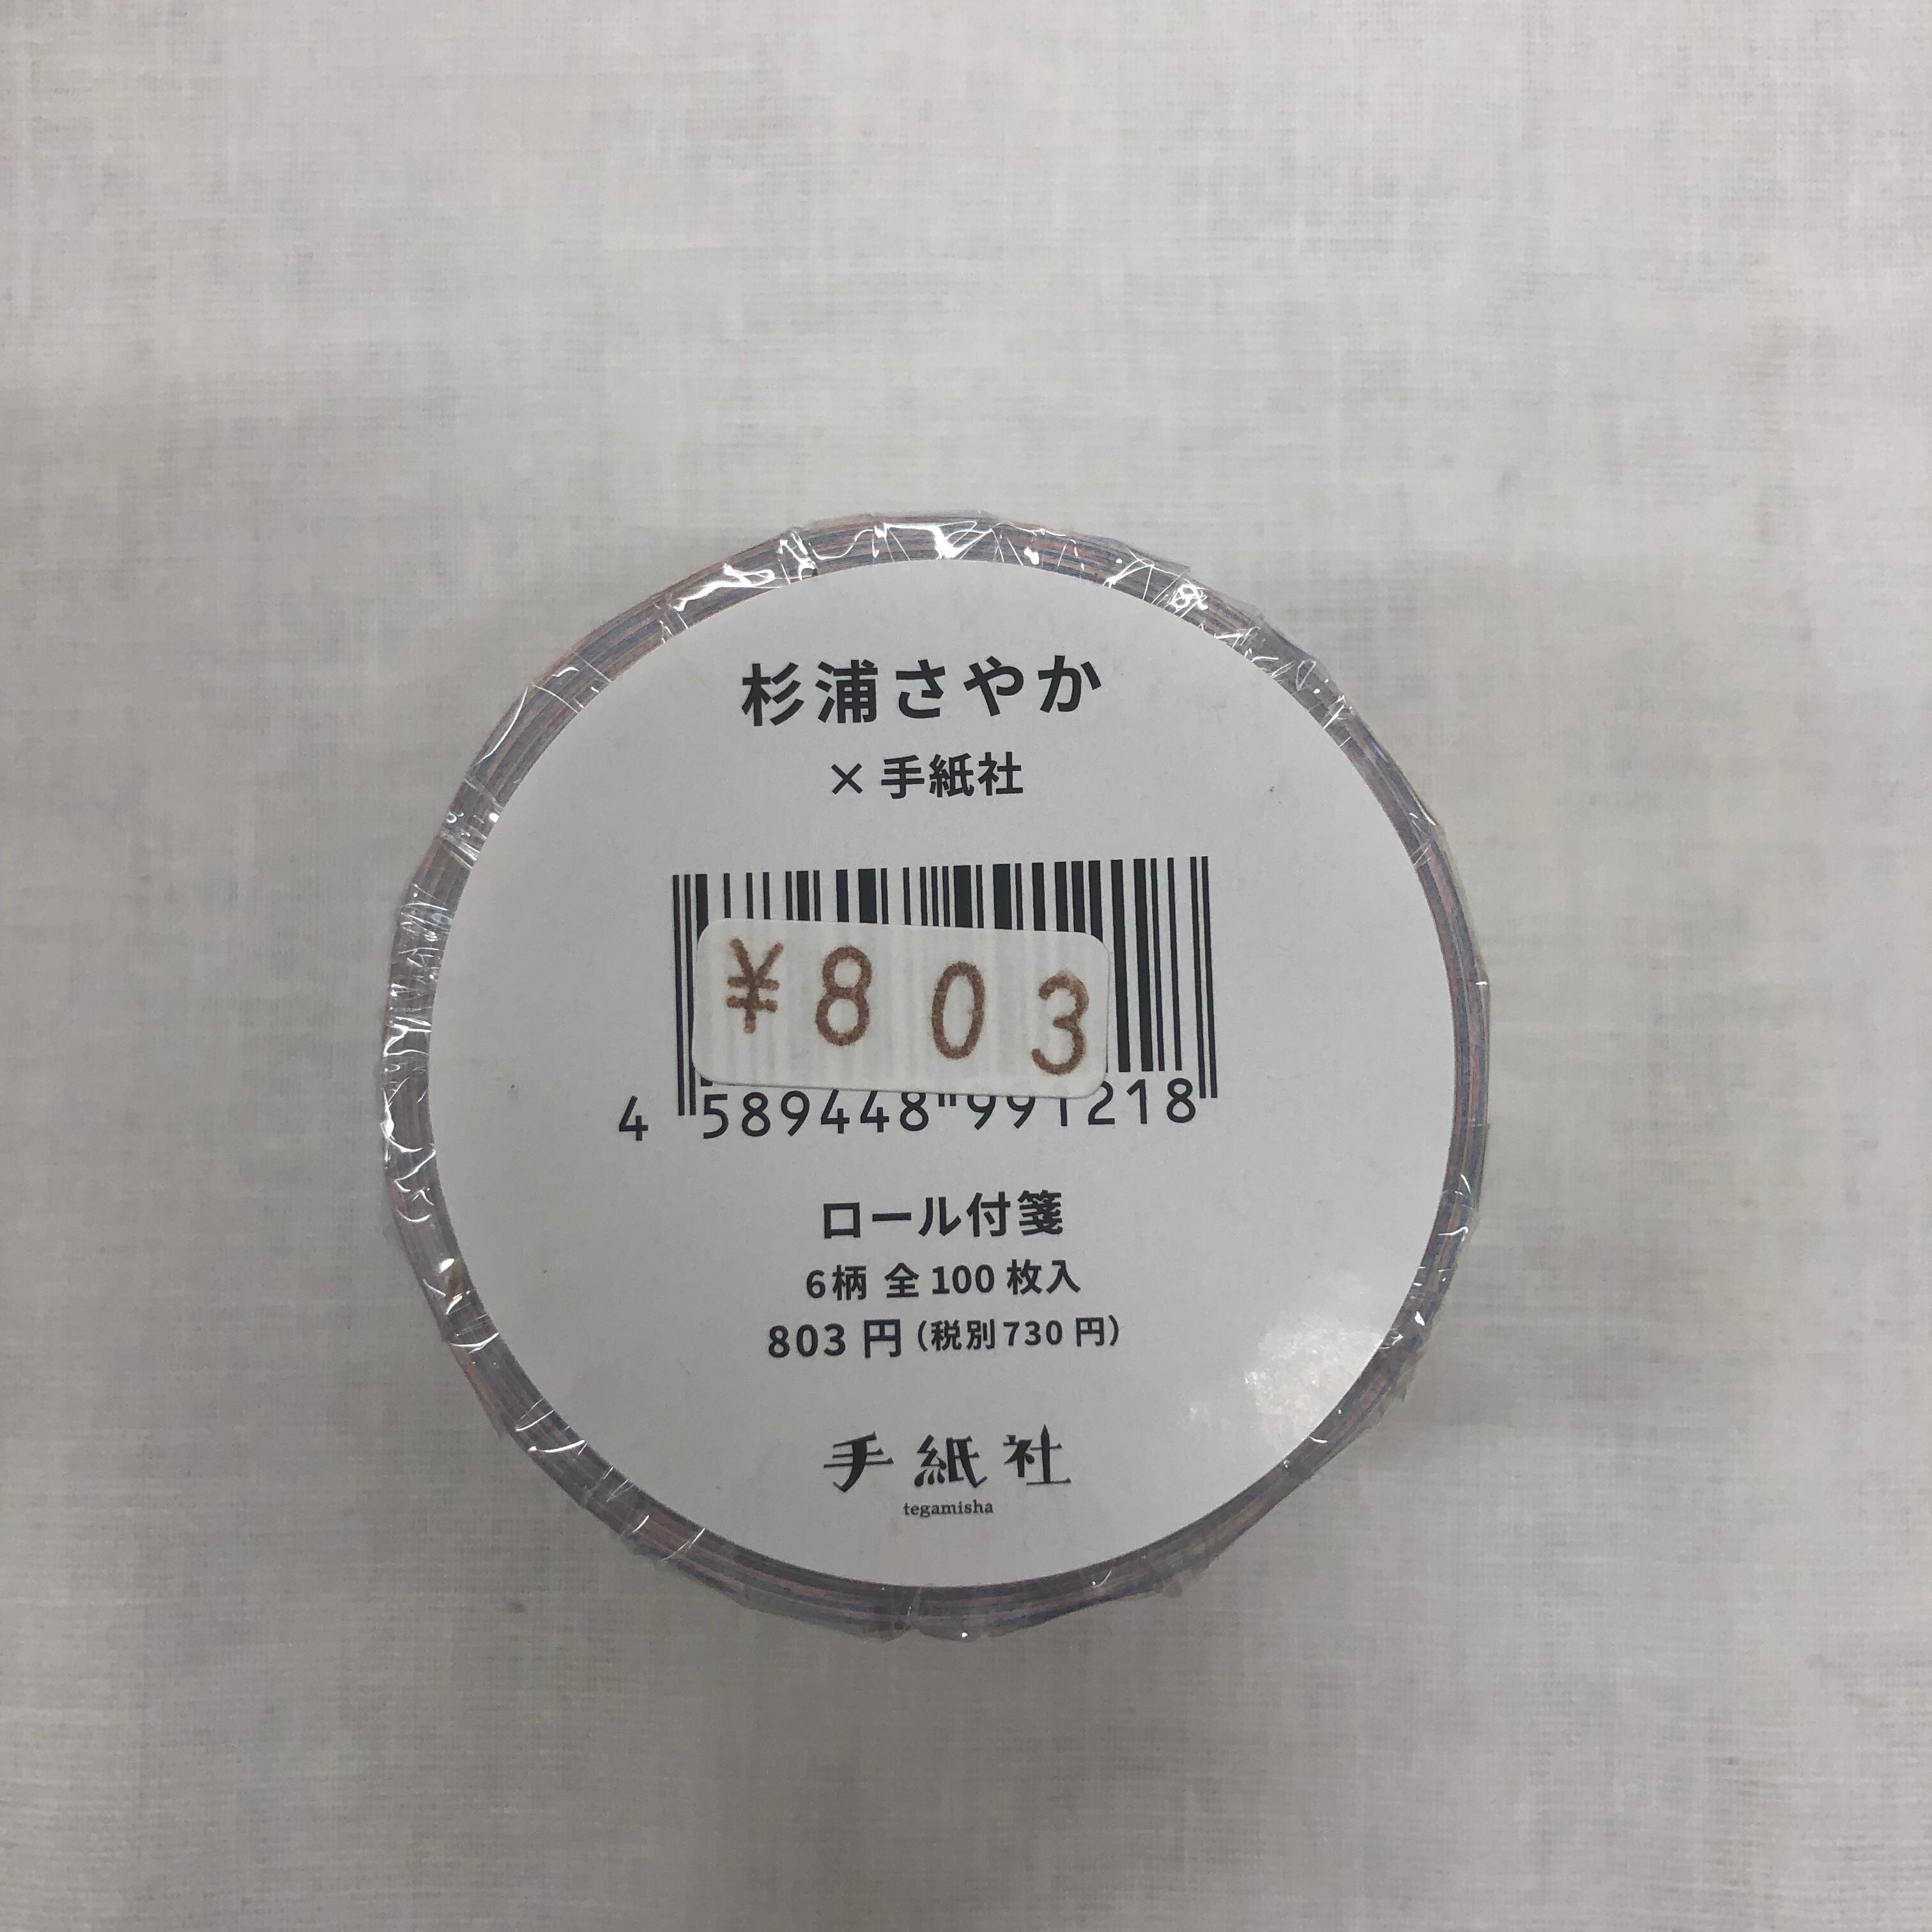 杉浦さやか
× 手紙社
¥803
4 589448 991218
ロール付箋
6柄 全100枚入
803円(税別730円)
手紙社
tegamisha